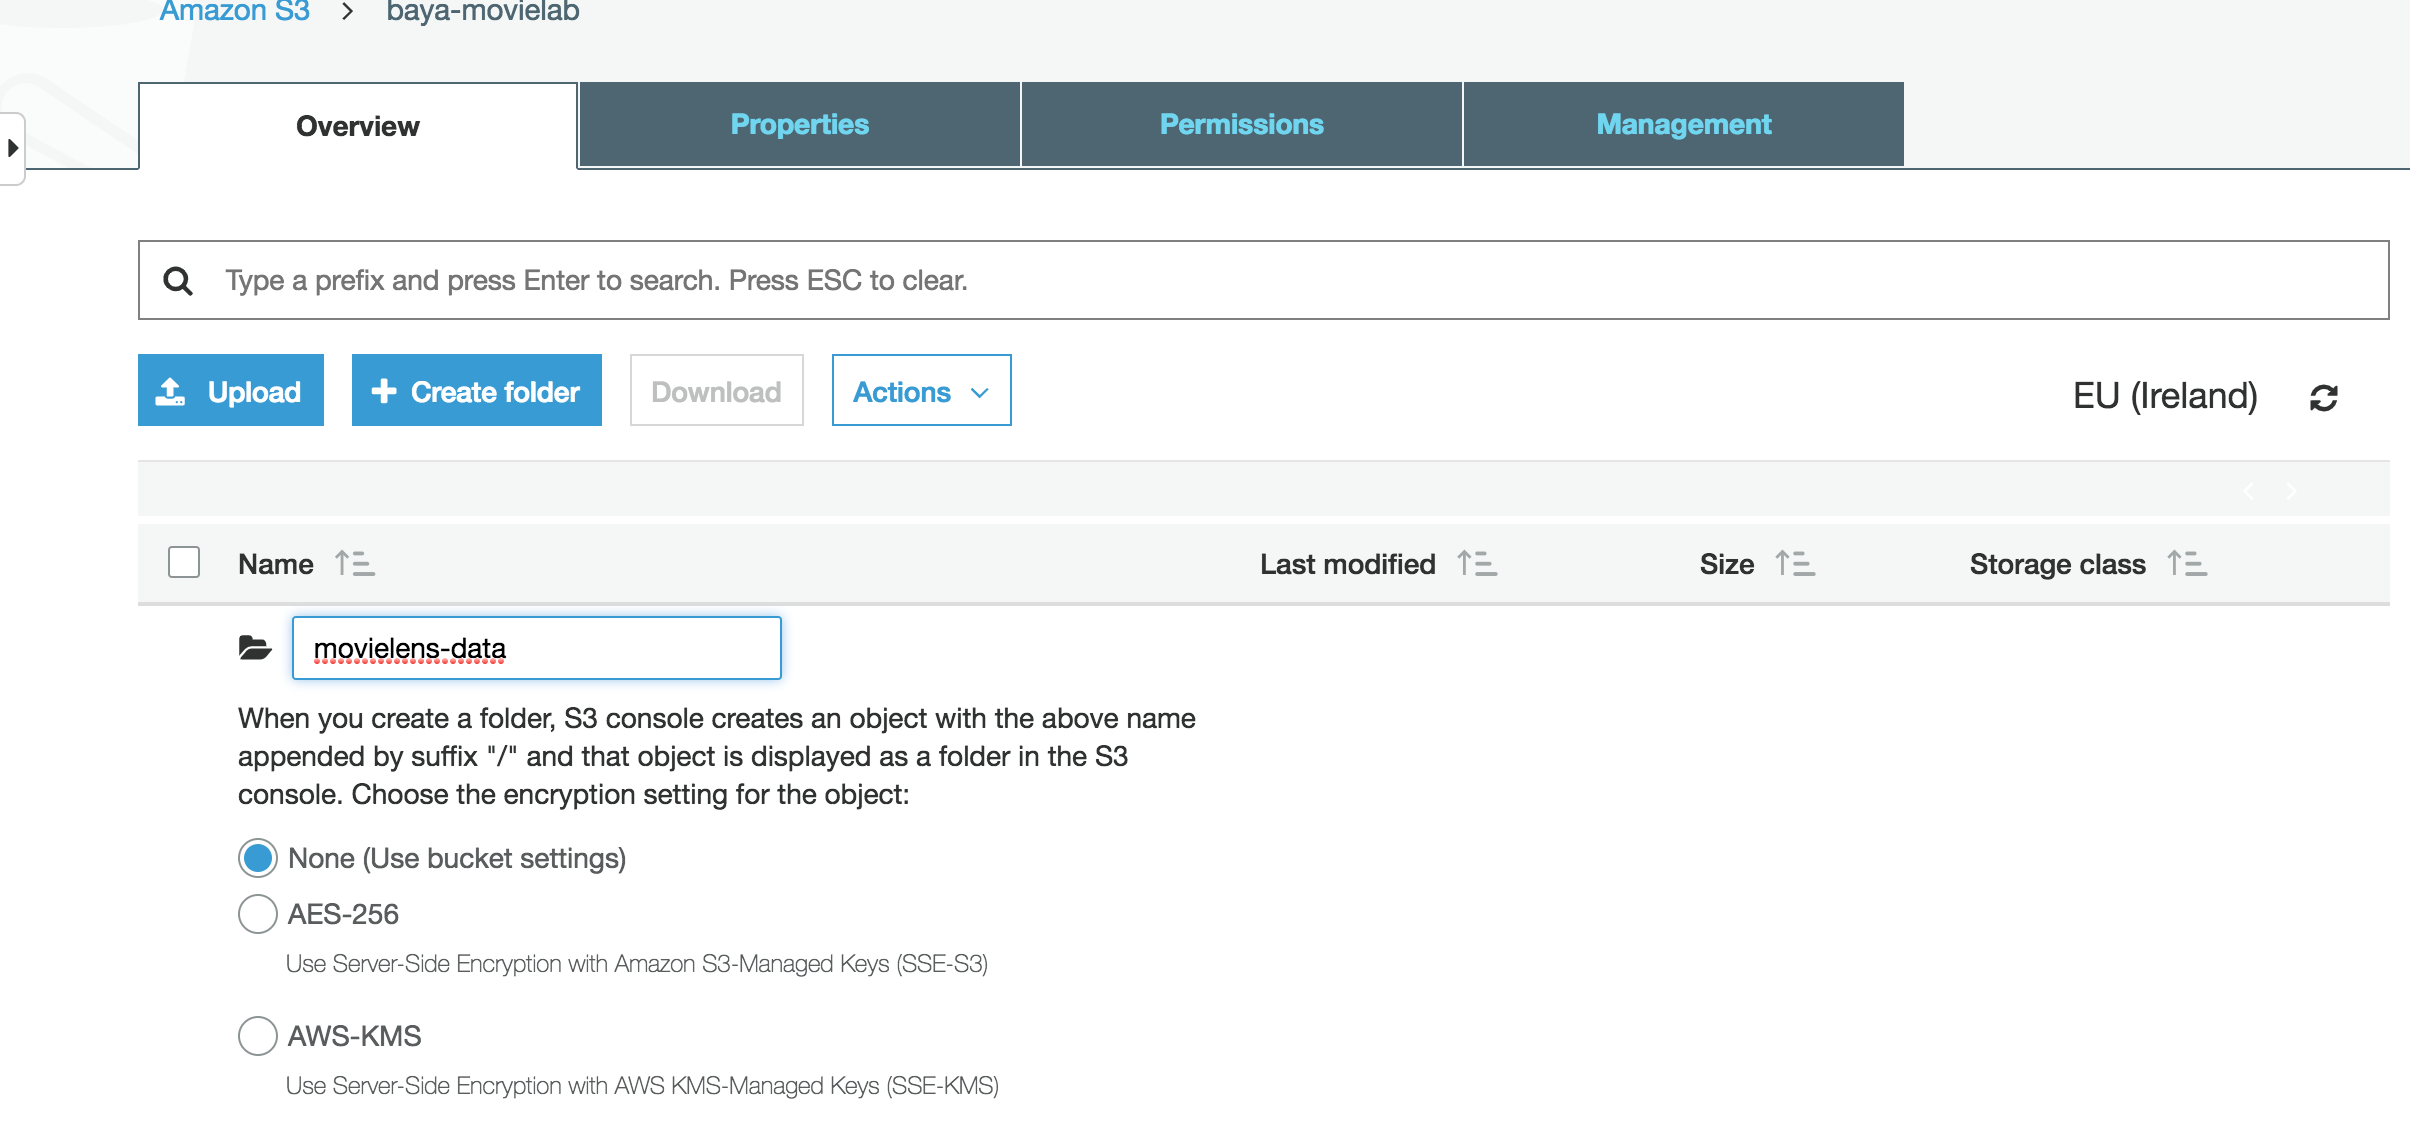 Amazon S3 > baya-movielab
Overview Properties Permissions Management
Type a prefix and press Enter to search. Press ESC to clear.
Upload Create folder Download Actions EU (Ireland)
Name Last modified Size Storage class
movielens-data
When you create a folder, S3 console creates an object with the above name
appended by suffix "/" and that object is displayed as a folder in the S3
console. Choose the encryption setting for the object:
None (Use bucket settings)
AES-256
Use Server-Side Encryption with Amazon S3-Managed Keys (SSE-S3)
AWS-KMS
Use Server-Side Encryption with AWS KMS-Managed Keys (SSE-KMS)